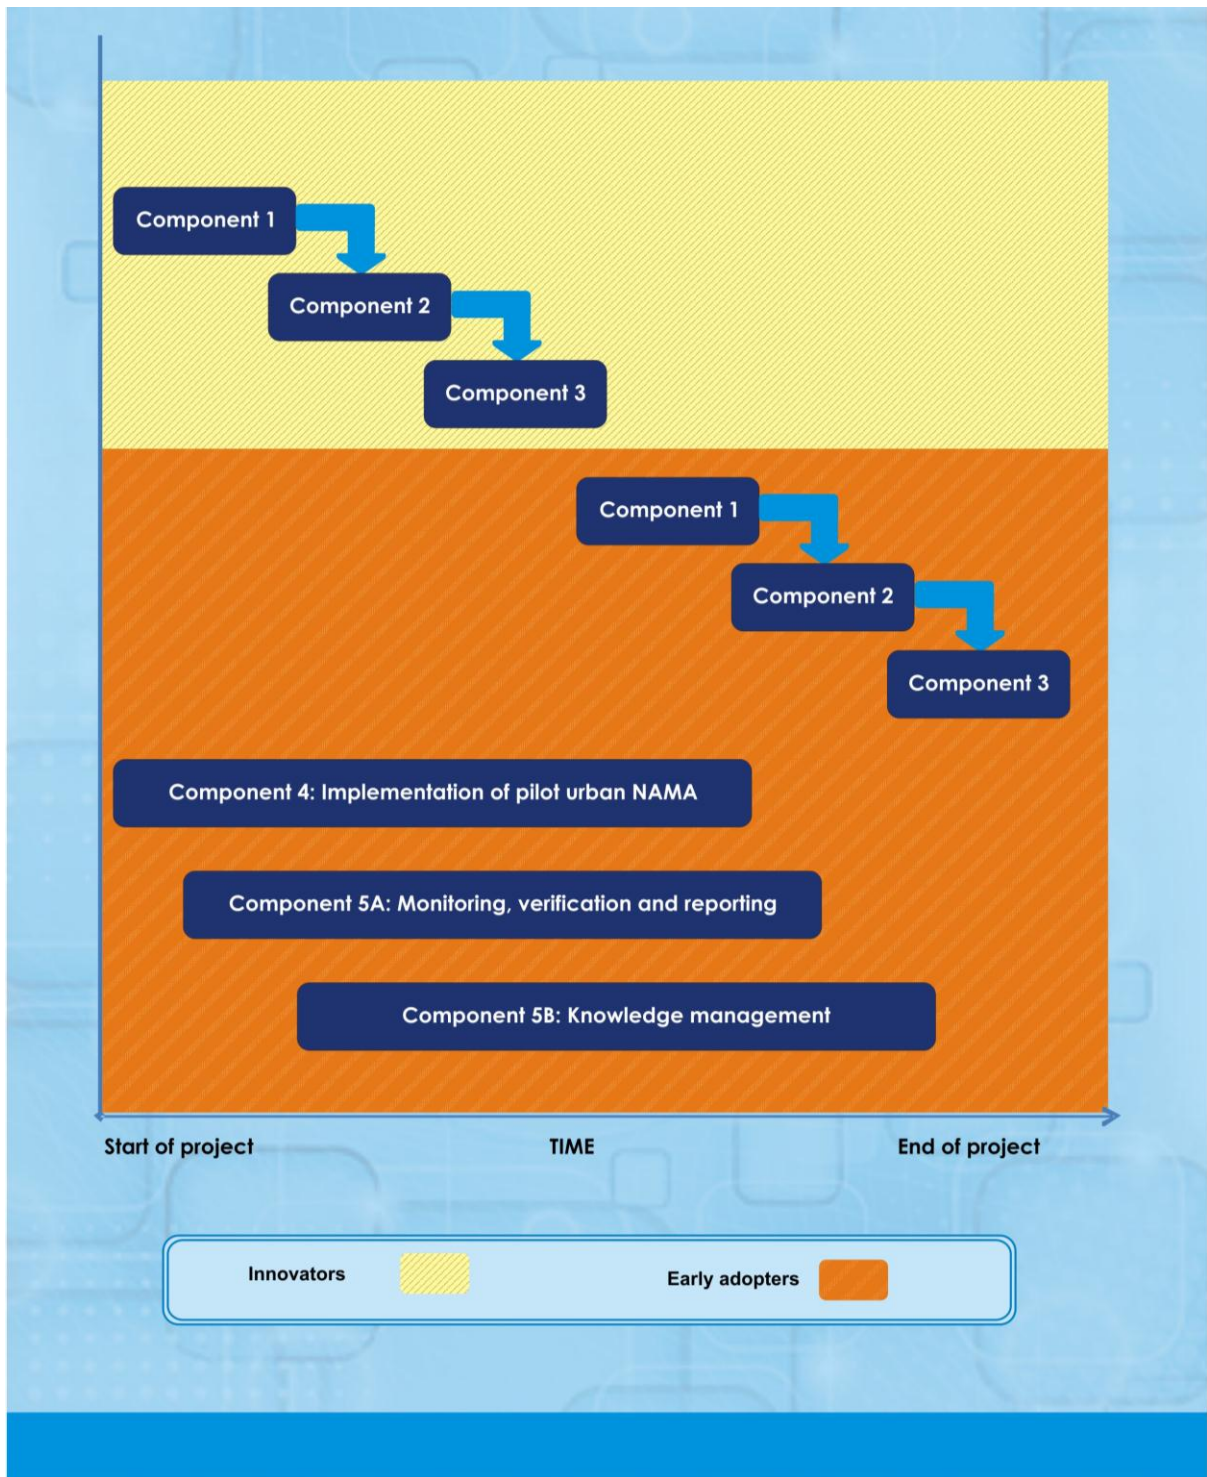 Component 1
Component 2
Component 3
Component 1
Component 2
Component 3
Component 4: Implementation of pilot urban NAMA
Component 5A: Monitoring, verification and reporting
Component 5B: Knowledge management
Start of project
TIME
End of project
Innovators
Early adopters